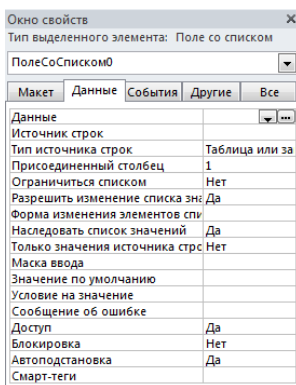 Окно свойств
Тип выделенного элемента: Поле со списком
ПолеСоСписком0
Макет Данные События Другие Все
Данные
Источник строк
Тип источника строк Таблица или за
Присоединенный столбец 1
Ограничиться списком Нет
Разрешить изменение списка зна Да
Форма изменения элементов спи
Наследовать список значений Да
Только значения источника строк Нет
Маска ввода
Значение по умолчанию
Условие на значение
Сообщение об ошибке
Доступ Да
Блокировка Нет
Автоподстановка Да
Смарт-теги